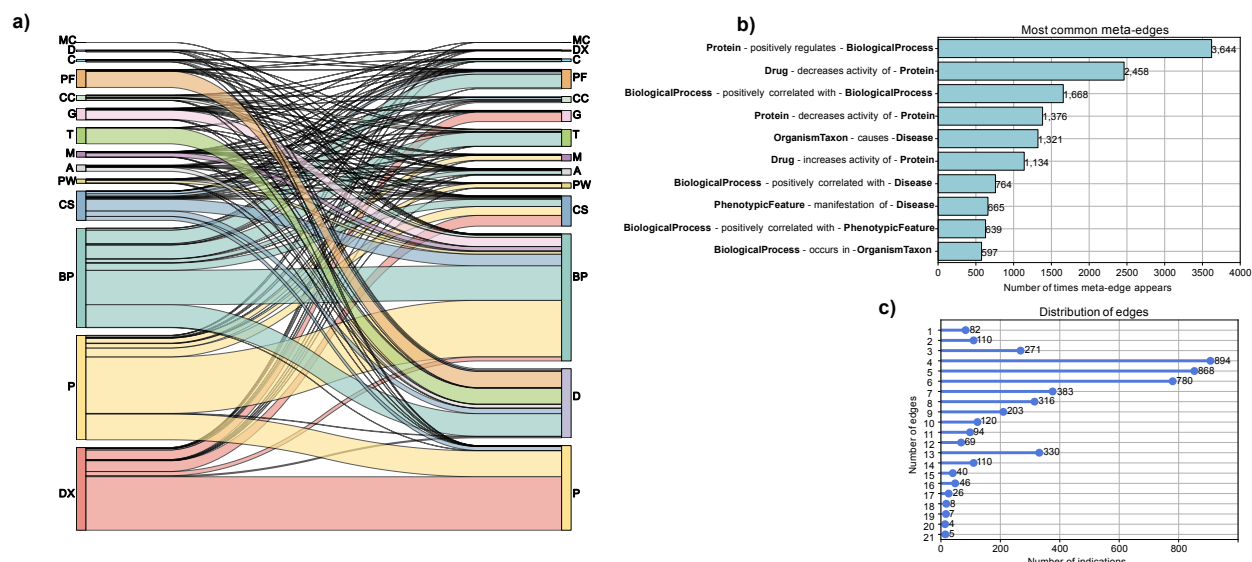 a)
MC
D
C
PF
CC
G
T
M
A
PW
CS
BP
P
DX
MC
DX
C
PF
CC
G
T
M
A
PW
CS
BP
D
P
b)
Most common meta-edges
Protein - positively regulates - BiologicalProcess
3,644
Drug - decreases activity of - Protein
2,458
BiologicalProcess - positively correlated with - BiologicalProcess
1,668
Protein - decreases activity of - Protein
1,376
OrganismTaxon - causes - Disease
1,321
Drug - increases activity of - Protein
1,134
BiologicalProcess - positively correlated with - Disease
764
PhenotypicFeature - manifestation of - Disease
665
BiologicalProcess - positively correlated with - PhenotypicFeature
639
BiologicalProcess - occurs in - OrganismTaxon
597
0 500 1000 1500 2000 2500 3000 3500 4000
Number of times meta-edge appears
c)
Distribution of edges
Number of edges
1 82
2 110
3 271
4 894
5 868
6 780
7 383
8 316
9 203
10 120
11 94
12 69
13 330
14 110
15 40
16 46
17 26
18 8
19 7
20 4
21 5
0 200 400 600 800
Number of indications